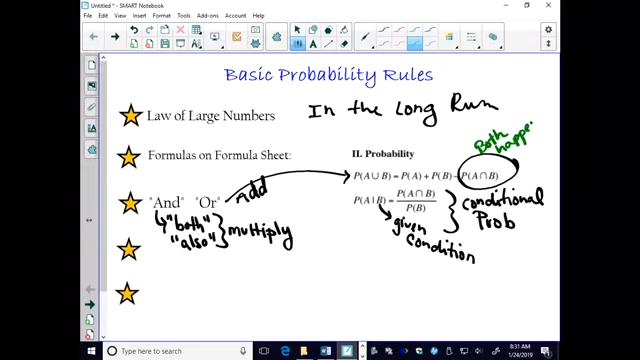 Untitled * - SMART Notebook
File Edit View Insert Format Tools Add-ons Help
Basic Probability Rules
Law of Large Numbers
In the Long Run
Both happe
Formulas on Formula Sheet:
II. Probability
P(A ∪ B) = P(A) + P(B) − P(A ∩ B)
"And" "Or"
Add
P(A | B) = P(A ∩ B) / P(B)
conditional
Prob
"both"
"also"
multiply
given
condition
Type here to search
8:31 AM
1/24/2019